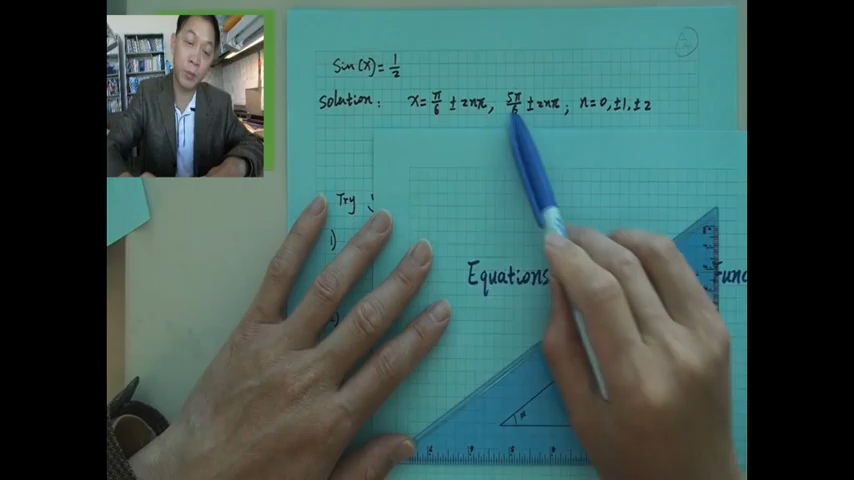 Sin(x) = 1/2
Solution: x = π/6 ± 2nπ, 5π/6 ± 2nπ; n = 0, ±1, ±2
Try
1)
Equations
Func